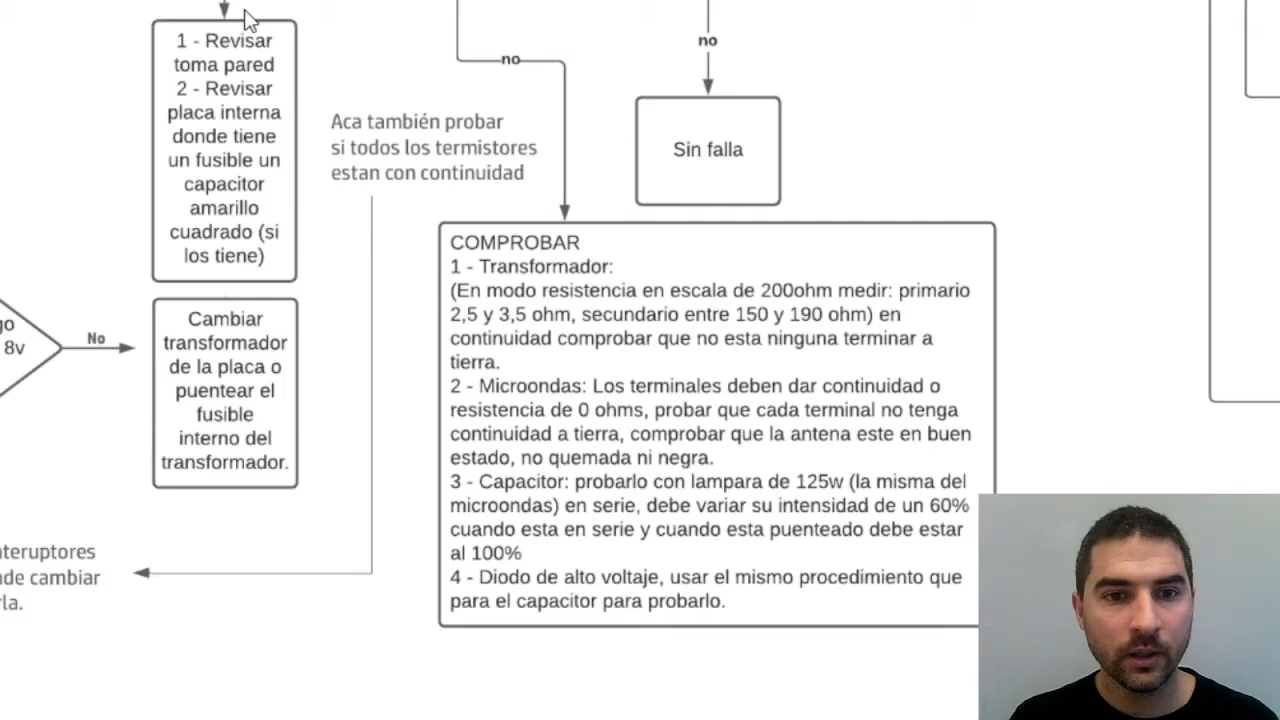 1 - Revisar
toma pared
2 - Revisar
placa interna
donde tiene
un fusible un
capacitor
amarillo
cuadrado (si
los tiene)
no
no
Aca también probar
si todos los termistores
estan con continuidad
Sin falla
8v
No
Cambiar
transformador
de la placa o
puentear el
fusible
interno del
transformador.
COMPROBAR
1 - Transformador:
(En modo resistencia en escala de 200ohm medir: primario
2,5 y 3,5 ohm, secundario entre 150 y 190 ohm) en
continuidad comprobar que no esta ninguna terminar a
tierra.
2 - Microondas: Los terminales deben dar continuidad o
resistencia de 0 ohms, probar que cada terminal no tenga
continuidad a tierra, comprobar que la antena este en buen
estado, no quemada ni negra.
3 - Capacitor: probarlo con lampara de 125w (la misma del
microondas) en serie, debe variar su intensidad de un 60%
cuando esta en serie y cuando esta puenteado debe estar
al 100%
4 - Diodo de alto voltaje, usar el mismo procedimiento que
para el capacitor para probarlo.
cambiar